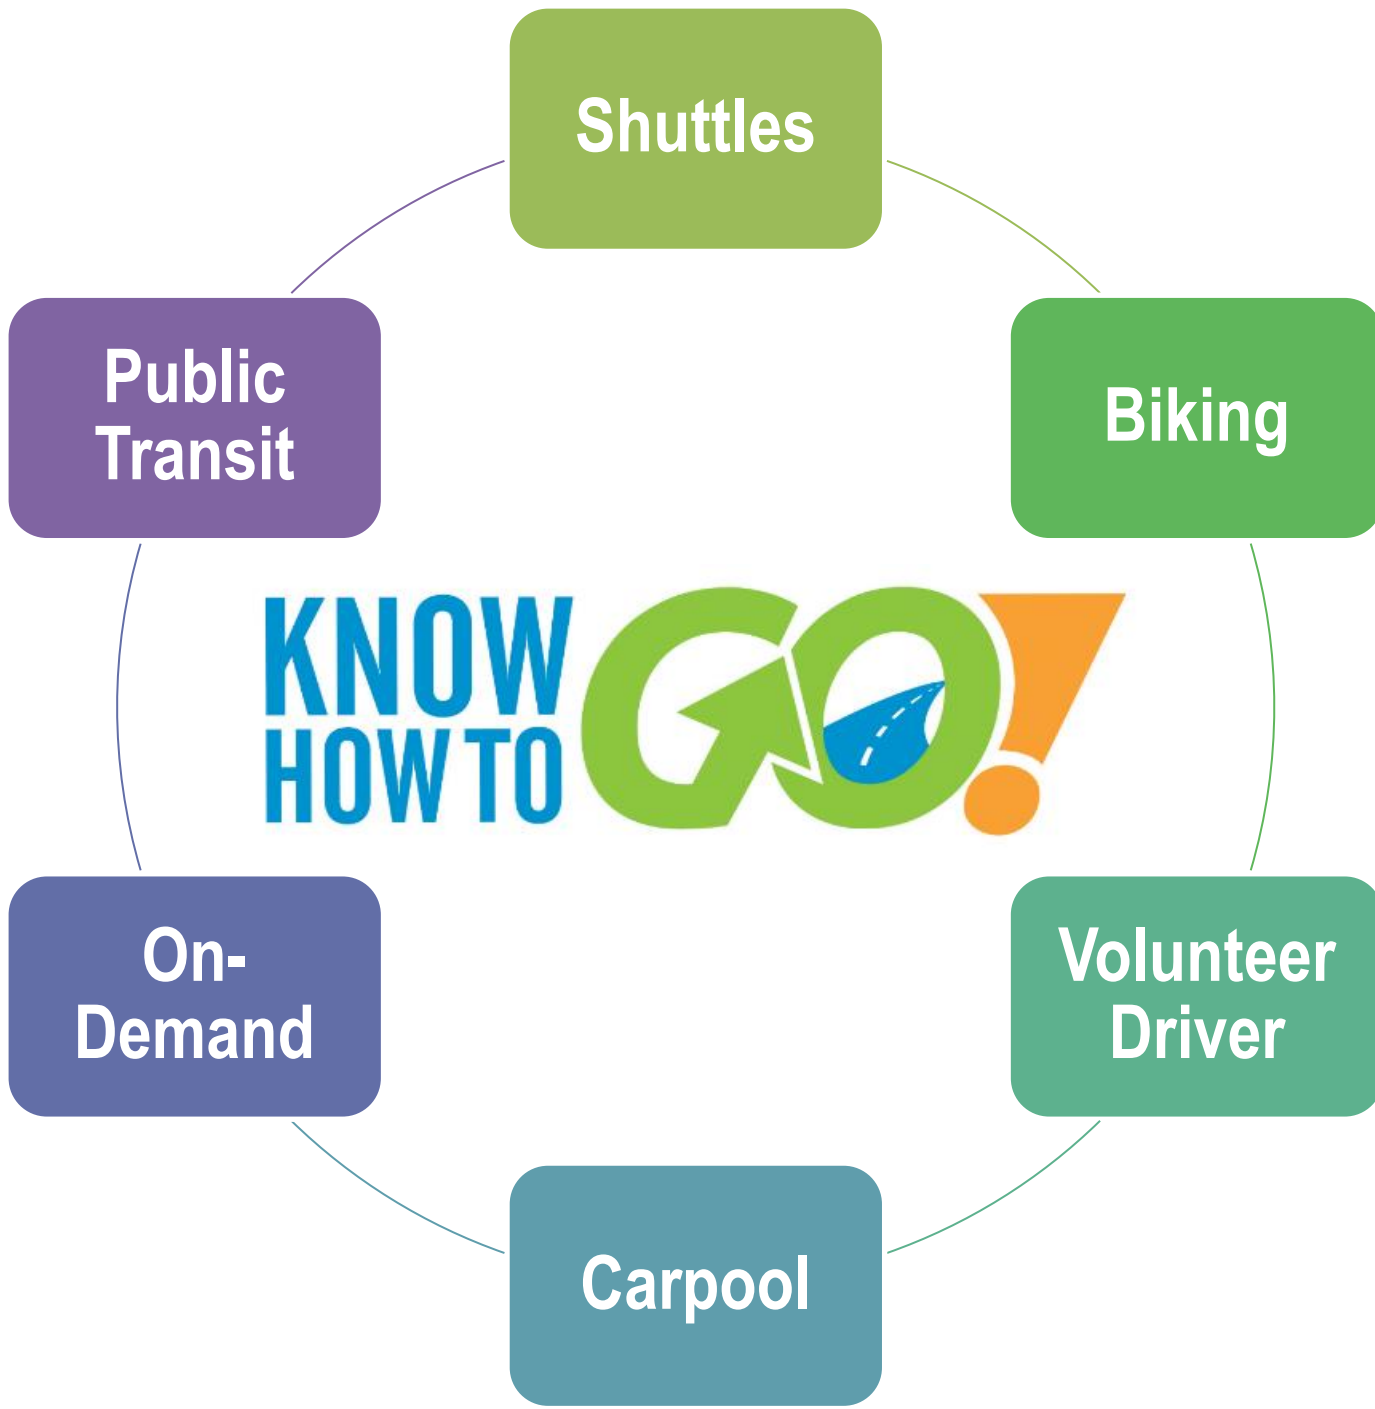 Shuttles
Public
Transit
Biking
KNOW
HOW TO
GO!
On-
Demand
Volunteer
Driver
Carpool